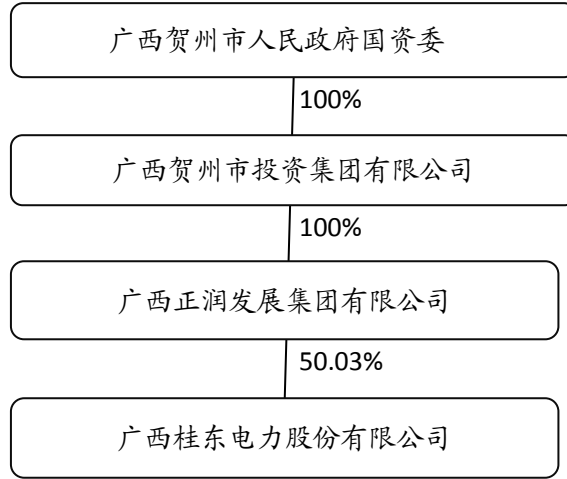 广西贺州市人民政府国资委
100%
广西贺州市投资集团有限公司
100%
广西正润发展集团有限公司
50.03%
广西桂东电力股份有限公司